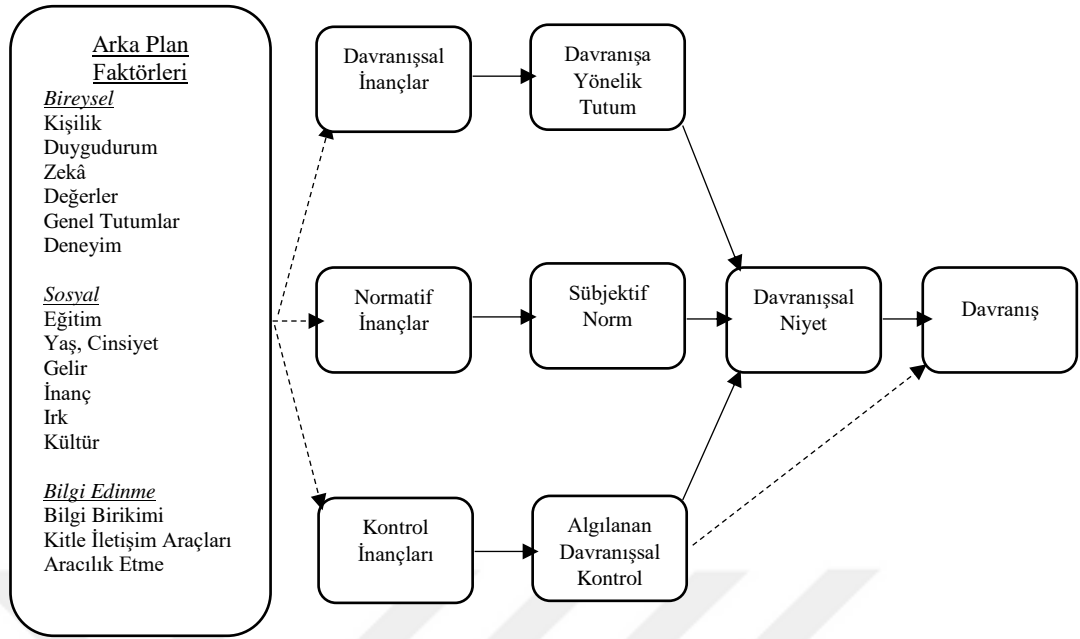 Arka Plan
Faktörleri
Bireysel
Kişilik
Duygudurum
Zekâ
Değerler
Genel Tutumlar
Deneyim
Sosyal
Eğitim
Yaş, Cinsiyet
Gelir
İnanç
Irk
Kültür
Bilgi Edinme
Bilgi Birikimi
Kitle İletişim Araçları
Aracılık Etme
Davranışsal
İnançlar
Davranışa
Yönelik
Tutum
Normatif
İnançlar
Sübjektif
Norm
Davranışsal
Niyet
Davranış
Kontrol
İnançları
Algılanan
Davranışsal
Kontrol